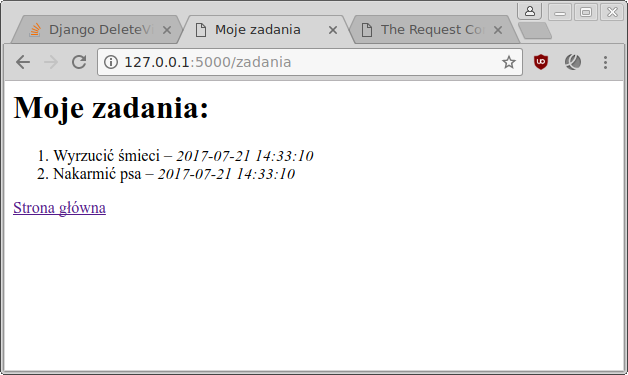 Django DeleteV
Moje zadania
The Request Co
127.0.0.1:5000/zadania
Moje zadania:
1. Wyrzucić śmieci – 2017-07-21 14:33:10
2. Nakarmić psa – 2017-07-21 14:33:10
Strona główna